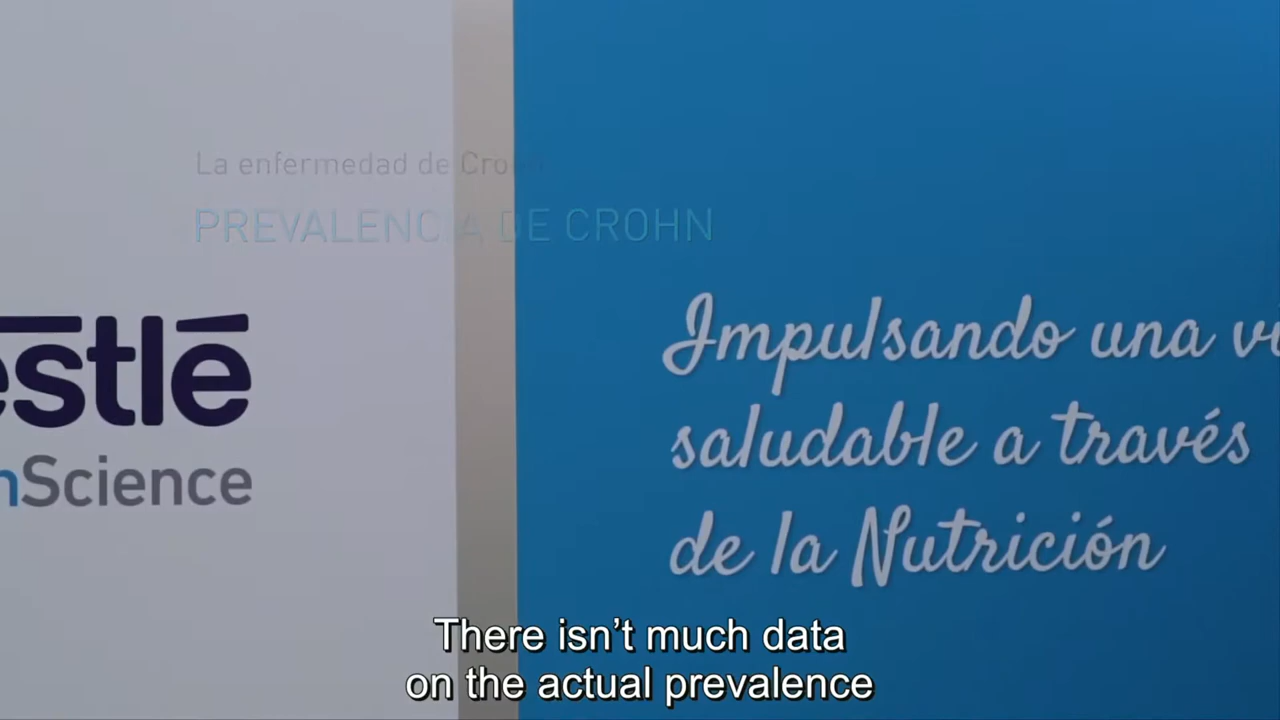 La enfermedad de Crohn
PREVALENCIA DE CROHN
estlé
nScience
Impulsando una v
saludable a través
de la Nutrición
There isn't much data
on the actual prevalence